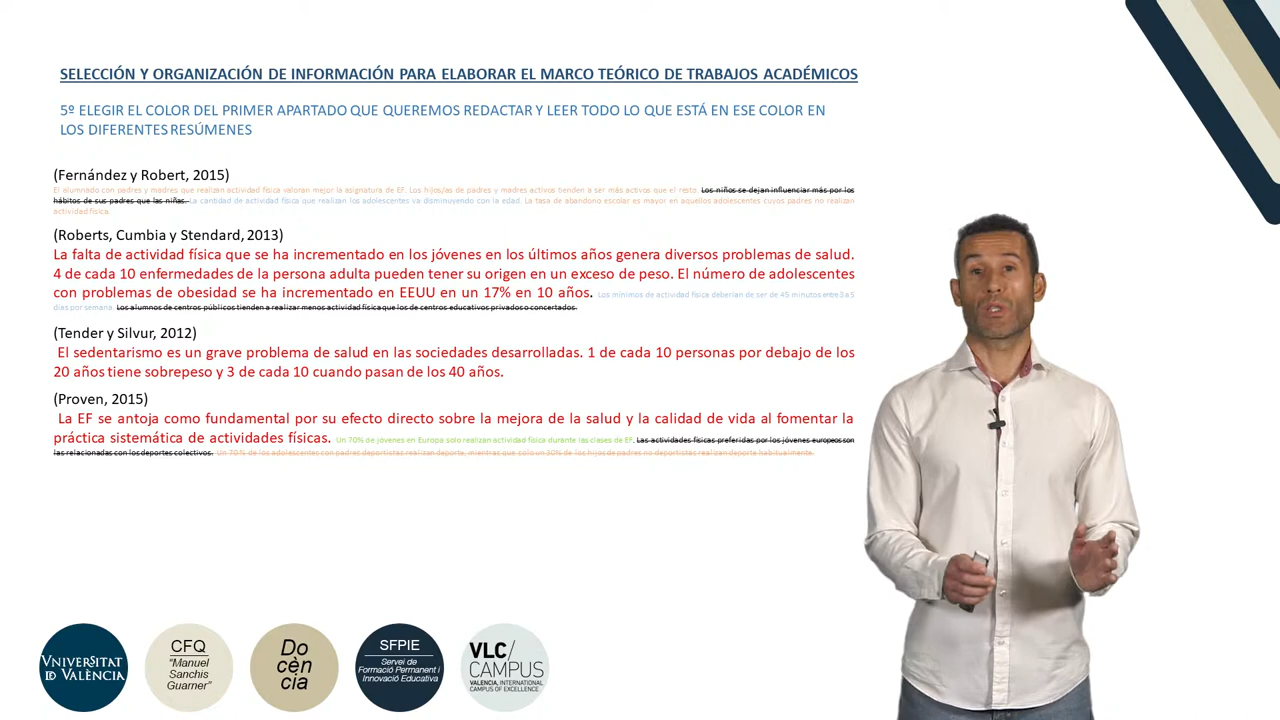 SELECCIÓN Y ORGANIZACIÓN DE INFORMACIÓN PARA ELABORAR EL MARCO TEÓRICO DE TRABAJOS ACADÉMICOS
5º ELEGIR EL COLOR DEL PRIMER APARTADO QUE QUEREMOS REDACTAR Y LEER TODO LO QUE ESTÁ EN ESE COLOR EN
LOS DIFERENTES RESÚMENES
(Fernández y Robert, 2015)
El alumnado con padres y madres que realizan actividad física valoran mejor la asignatura de EF. Los hijos/as de padres y madres activos tienden a ser más activos que el resto. Los niños se dejan influenciar más por los
hábitos de sus padres que las niñas. La cantidad de actividad física que realizan los adolescentes va disminuyendo con la edad. La tasa de abandono escolar es mayor en aquellos adolescentes cuyos padres no realizan
actividad física.
(Roberts, Cumbia y Stendard, 2013)
La falta de actividad física que se ha incrementado en los jóvenes en los últimos años genera diversos problemas de salud.
4 de cada 10 enfermedades de la persona adulta pueden tener su origen en un exceso de peso. El número de adolescentes
con problemas de obesidad se ha incrementado en EEUU en un 17% en 10 años. Los mínimos de actividad física deberían de ser de 45 minutos entre 3 a 5
días por semana. Los alumnos de centros públicos tienden a realizar menos actividad física que los de centros educativos privados o concertados.
(Tender y Silvur, 2012)
El sedentarismo es un grave problema de salud en las sociedades desarrolladas. 1 de cada 10 personas por debajo de los
20 años tiene sobrepeso y 3 de cada 10 cuando pasan de los 40 años.
(Proven, 2015)
La EF se antoja como fundamental por su efecto directo sobre la mejora de la salud y la calidad de vida al fomentar la
práctica sistemática de actividades físicas. Un 70% de jóvenes en Europa solo realizan actividad física durante las clases de EF. Las actividades físicas preferidas por los jóvenes europeos son
las relacionadas con los deportes colectivos. Un 70% de los adolescentes con padres deportistas realizan deporte, mientras que solo un 30% de los hijos de padres no deportistas realizan deporte habitualmente.
VNIVERSITAT
ID VALÈNCIA
CFQ
"Manuel
Sanchis
Guarner"
Do
cèn
cia
SFPIE
Servei de
Formació Permanent i
Innovació Educativa
VLC/
CAMPUS
VALENCIA, INTERNATIONAL
CAMPUS OF EXCELLENCE